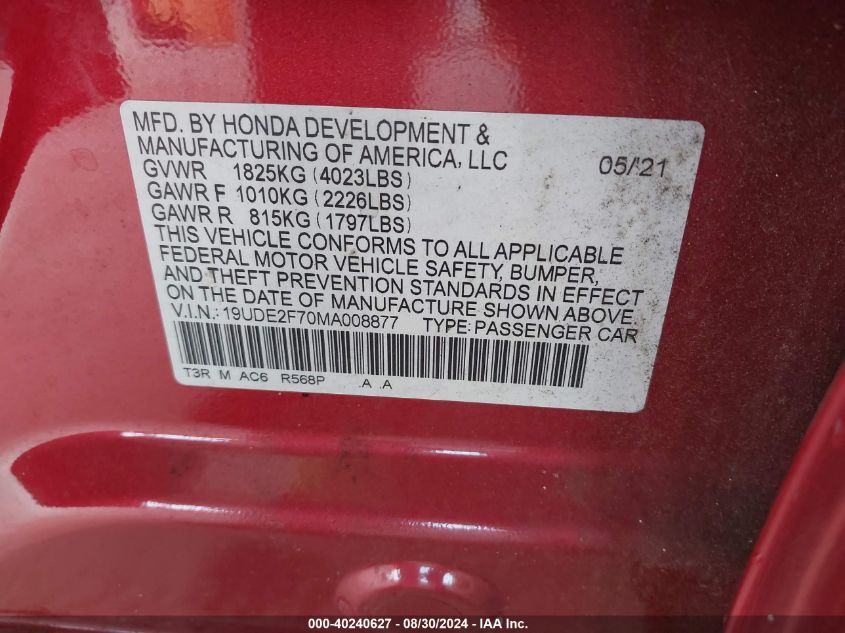 MFD. BY HONDA DEVELOPMENT &
MANUFACTURING OF AMERICA, LLC 05/'21
GVWR 1825KG (4023LBS)
GAWR F 1010KG (2226LBS)
GAWR R 815KG (1797LBS)
THIS VEHICLE CONFORMS TO ALL APPLICABLE
FEDERAL MOTOR VEHICLE SAFETY, BUMPER,
AND THEFT PREVENTION STANDARDS IN EFFECT
ON THE DATE OF MANUFACTURE SHOWN ABOVE.
V.I.N.: 19UDE2F70MA008877 TYPE: PASSENGER CAR
T3R M AC6 R568P .A .A
000-40240627 - 08/30/2024 - IAA Inc.